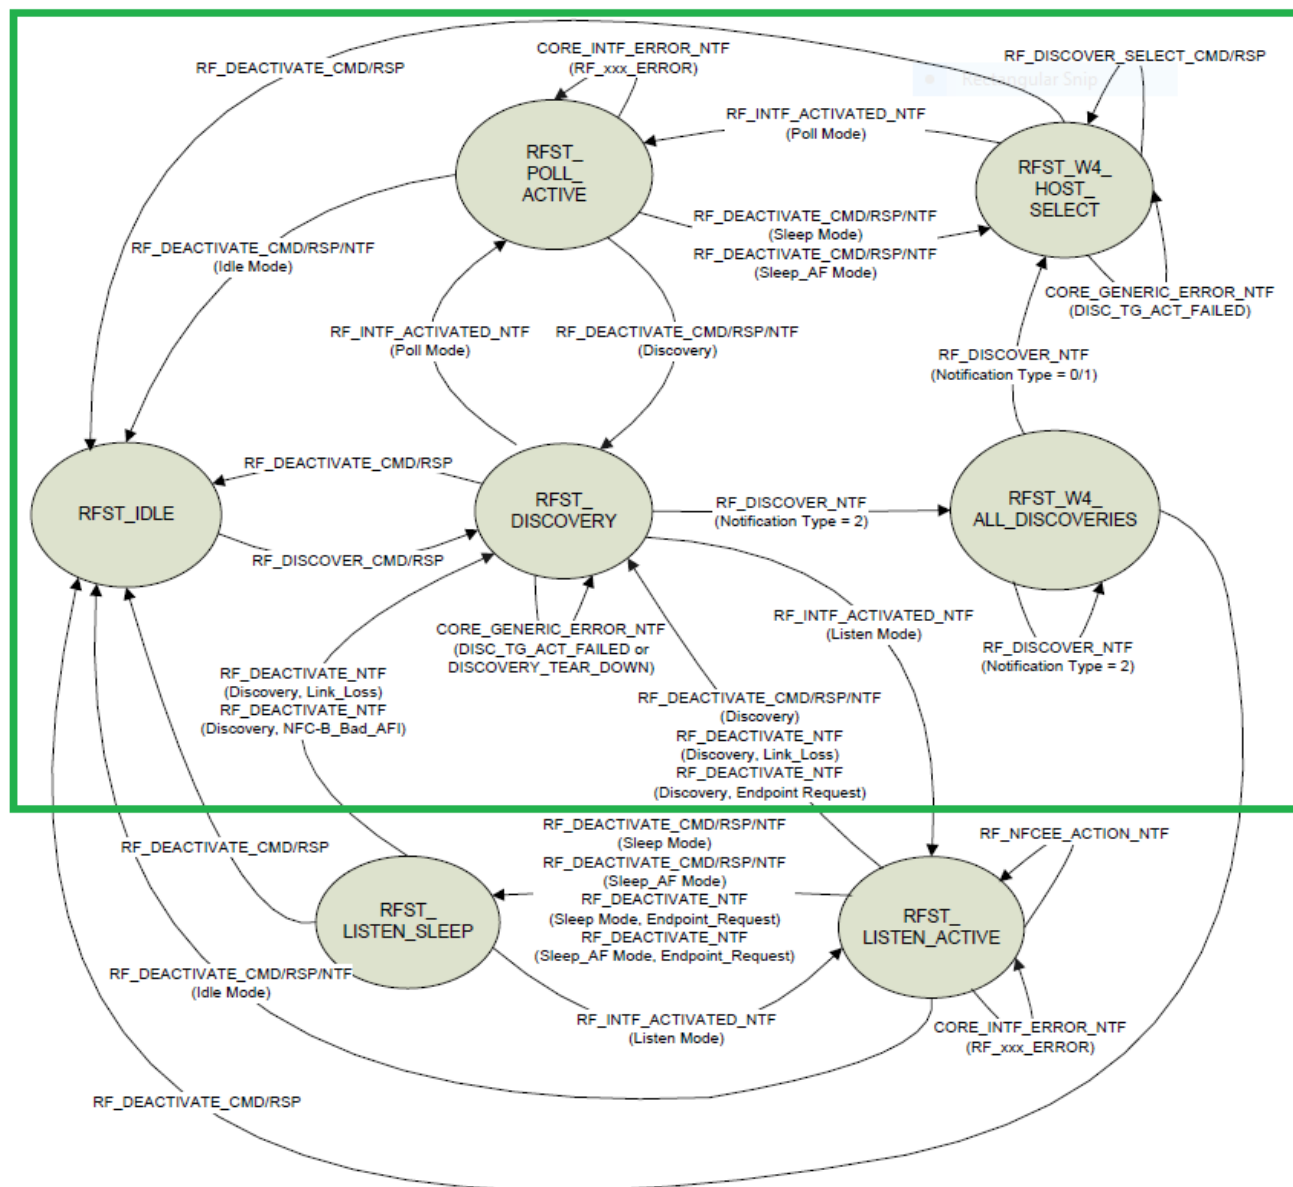 CORE_INTF_ERROR_NTF
(RF_xxx_ERROR)
RF_DISCOVER_SELECT_CMD/RSP
RF_DEACTIVATE_CMD/RSP
Rectangular Snip
RF_INTF_ACTIVATED_NTF
(Poll Mode)
RFST_
POLL_
ACTIVE
RFST_W4_
HOST_
SELECT
RF_DEACTIVATE_CMD/RSP/NTF
(Sleep Mode)
RF_DEACTIVATE_CMD/RSP/NTF
(Sleep_AF Mode)
RF_DEACTIVATE_CMD/RSP/NTF
(Idle Mode)
CORE_GENERIC_ERROR_NTF
(DISC_TG_ACT_FAILED)
RF_INTF_ACTIVATED_NTF
(Poll Mode)
RF_DEACTIVATE_CMD/RSP/NTF
(Discovery)
RF_DISCOVER_NTF
(Notification Type = 0/1)
RF_DEACTIVATE_CMD/RSP
RFST_IDLE
RFST_
DISCOVERY
RF_DISCOVER_NTF
(Notification Type = 2)
RFST_W4_
ALL_DISCOVERIES
RF_DISCOVER_CMD/RSP
CORE_GENERIC_ERROR_NTF
(DISC_TG_ACT_FAILED or
DISCOVERY_TEAR_DOWN)
RF_INTF_ACTIVATED_NTF
(Listen Mode)
RF_DISCOVER_NTF
(Notification Type = 2)
RF_DEACTIVATE_NTF
(Discovery, Link_Loss)
RF_DEACTIVATE_NTF
(Discovery, NFC-B_Bad_AFI)
RF_DEACTIVATE_CMD/RSP/NTF
(Discovery)
RF_DEACTIVATE_NTF
(Discovery, Link_Loss)
RF_DEACTIVATE_NTF
(Discovery, Endpoint Request)
RF_DEACTIVATE_CMD/RSP
RF_DEACTIVATE_CMD/RSP/NTF
(Sleep Mode)
RF_DEACTIVATE_CMD/RSP/NTF
(Sleep_AF Mode)
RF_DEACTIVATE_NTF
(Sleep Mode, Endpoint_Request)
RF_DEACTIVATE_NTF
(Sleep_AF Mode, Endpoint_Request)
RF_NFCEE_ACTION_NTF
RFST_
LISTEN_SLEEP
RFST_
LISTEN_ACTIVE
RF_DEACTIVATE_CMD/RSP/NTF
(Idle Mode)
RF_INTF_ACTIVATED_NTF
(Listen Mode)
CORE_INTF_ERROR_NTF
(RF_xxx_ERROR)
RF_DEACTIVATE_CMD/RSP